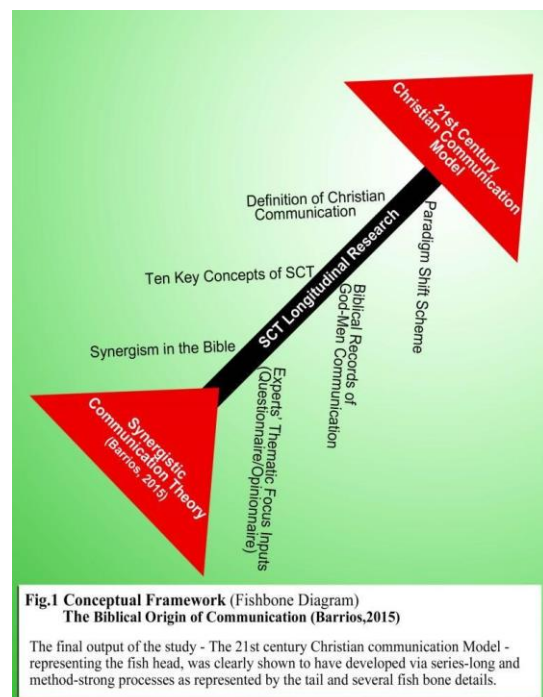 21st Century
Christian Communication
Model
Definition of Christian
Communication
SCT Longitudinal Research
Paradigm Shift Scheme
Ten Key Concepts of SCT
Biblical Records of
God-Men Communication
Synergism in the Bible
Experts' Thematic Focus Inputs
(Questionnaire/Opinionnaire)
Synergistic
Communication Theory
(Barrios, 2015)
Fig.1 Conceptual Framework (Fishbone Diagram)
The Biblical Origin of Communication (Barrios,2015)
The final output of the study - The 21st century Christian communication Model -
representing the fish head, was clearly shown to have developed via series-long and
method-strong processes as represented by the tail and several fish bone details.